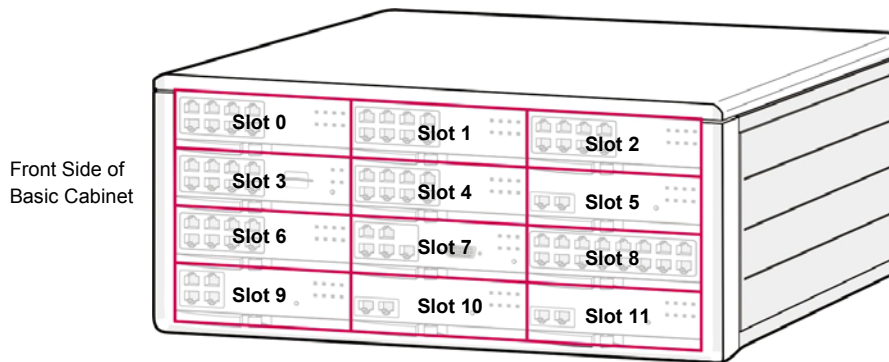 Slot 0
Slot 1
Slot 2
Front Side of
Basic Cabinet
Slot 3
Slot 4
Slot 5
Slot 6
Slot 7
Slot 8
Slot 9
Slot 10
Slot 11